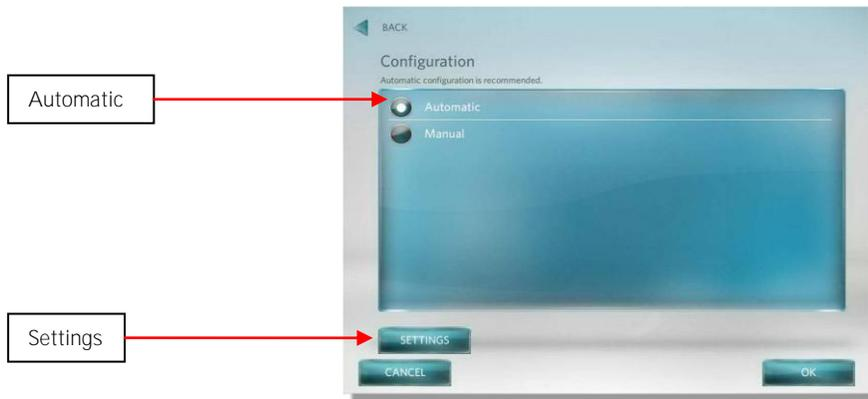 BACK
Configuration
Automatic configuration is recommended.
Automatic
Automatic
Manual
Settings
SETTINGS
CANCEL
OK